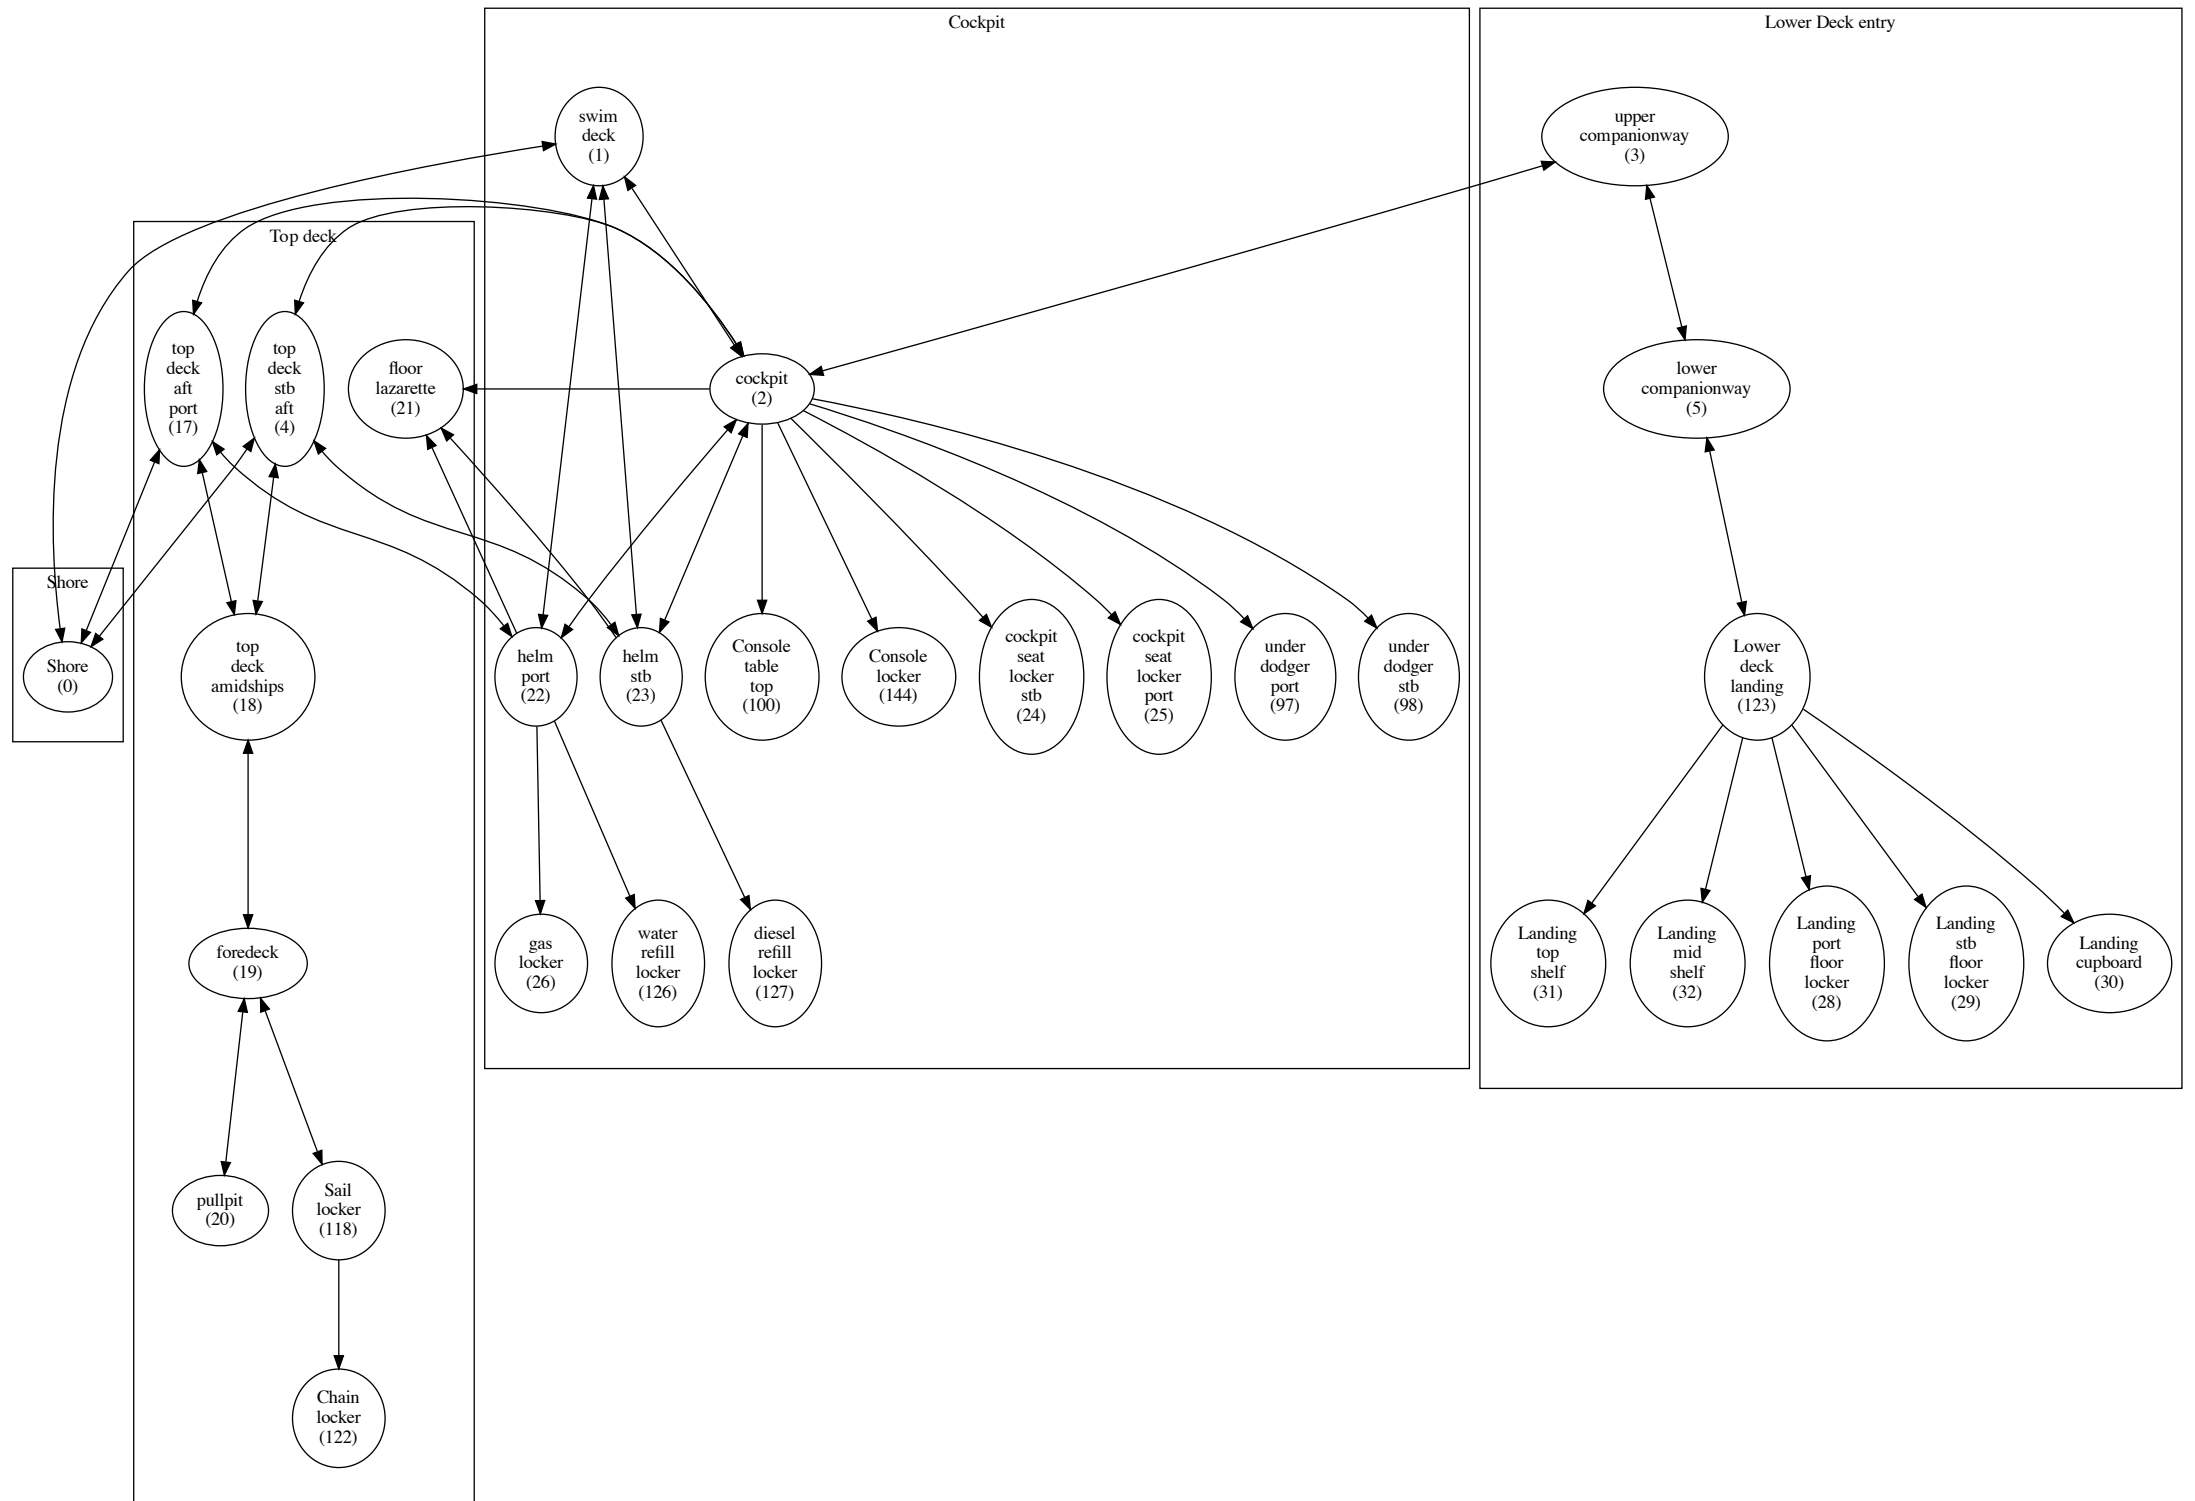 Cockpit
Lower Deck entry
swim
deck
(1)
upper
companionway
(3)
Top deck
top
deck
aft
port
(17)
top
deck
stb
aft
(4)
floor
lazarette
(21)
cockpit
(2)
lower
companionway
(5)
Shore
Shore
(0)
top
deck
amidships
(18)
helm
port
(22)
helm
stb
(23)
Console
table
top
(100)
Console
locker
(144)
cockpit
seat
locker
stb
(24)
cockpit
seat
locker
port
(25)
under
dodger
port
(97)
under
dodger
stb
(98)
Lower
deck
landing
(123)
foredeck
(19)
gas
locker
(26)
water
refill
locker
(126)
diesel
refill
locker
(127)
Landing
top
shelf
(31)
Landing
mid
shelf
(32)
Landing
port
floor
locker
(28)
Landing
stb
floor
locker
(29)
Landing
cupboard
(30)
pullpit
(20)
Sail
locker
(118)
Chain
locker
(122)